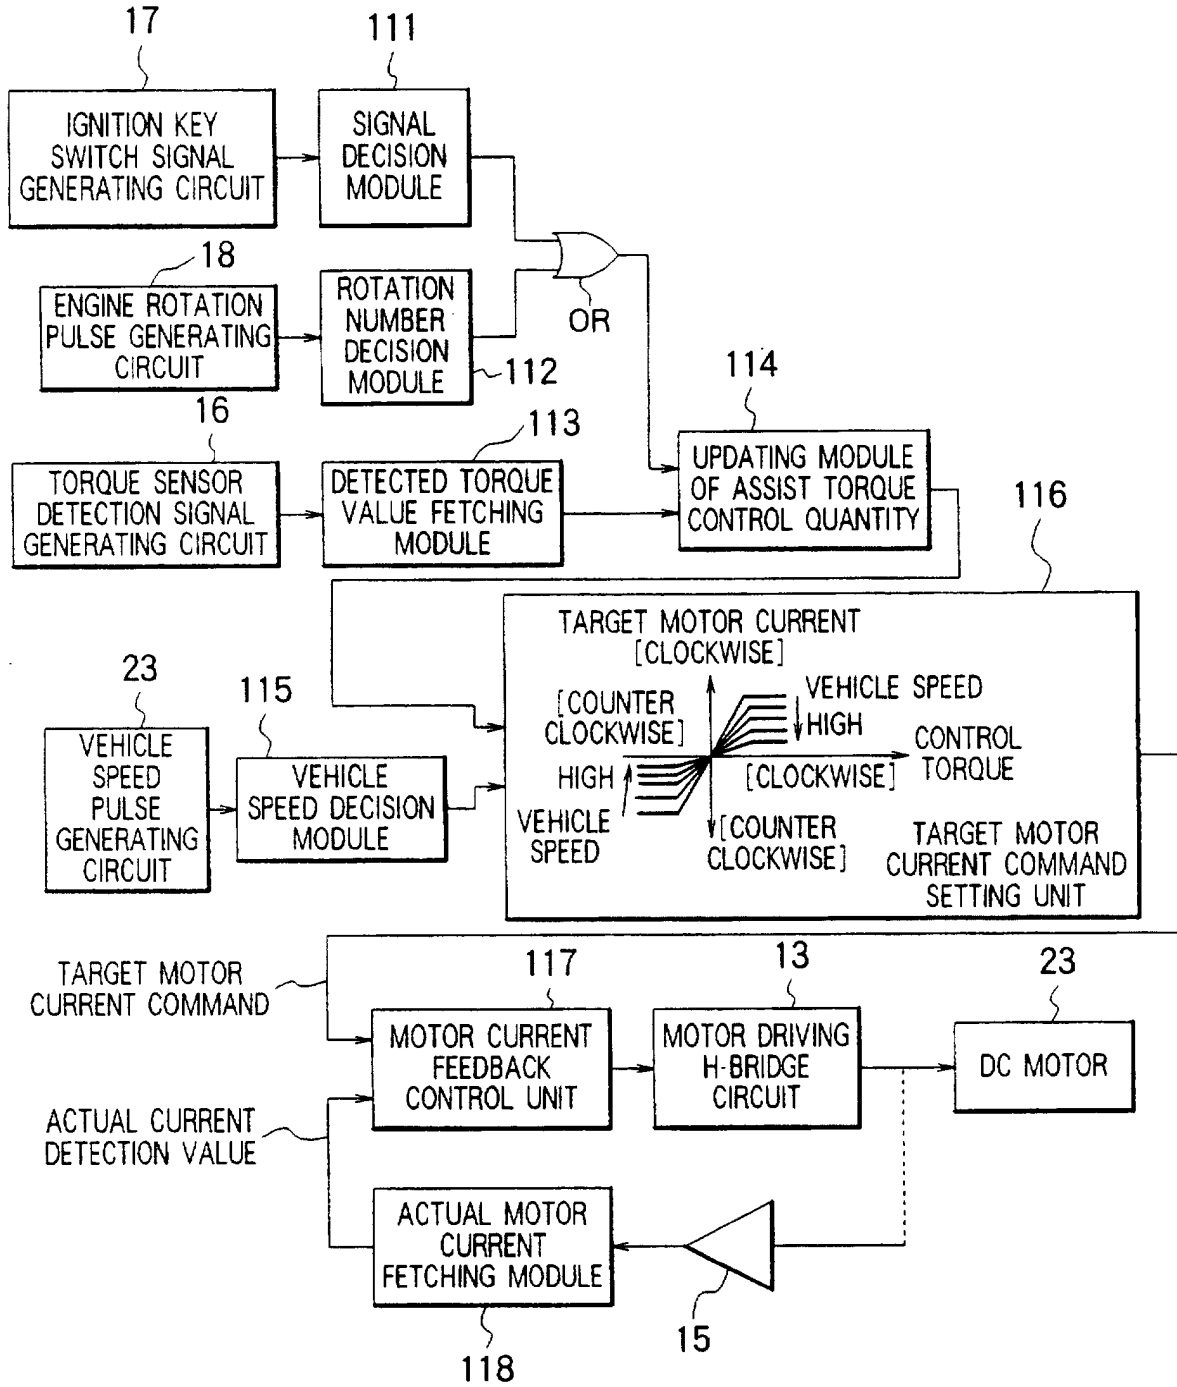 17
111
IGNITION KEY
SWITCH SIGNAL
GENERATING CIRCUIT
SIGNAL
DECISION
MODULE
18
ENGINE ROTATION
PULSE GENERATING
CIRCUIT
ROTATION
NUMBER
DECISION
MODULE
112
OR
16
113
114
TORQUE SENSOR
DETECTION SIGNAL
GENERATING CIRCUIT
DETECTED TORQUE
VALUE FETCHING
MODULE
UPDATING MODULE
OF ASSIST TORQUE
CONTROL QUANTITY
116
TARGET MOTOR CURRENT
[CLOCKWISE]
[COUNTER
CLOCKWISE]
VEHICLE SPEED
HIGH
CONTROL
TORQUE
[CLOCKWISE]
HIGH
VEHICLE
SPEED
[COUNTER
CLOCKWISE]
TARGET MOTOR
CURRENT COMMAND
SETTING UNIT
23
115
VEHICLE
SPEED
PULSE
GENERATING
CIRCUIT
VEHICLE
SPEED DECISION
MODULE
TARGET MOTOR
CURRENT COMMAND
117
13
23
MOTOR CURRENT
FEEDBACK
CONTROL UNIT
MOTOR DRIVING
H-BRIDGE
CIRCUIT
DC MOTOR
ACTUAL CURRENT
DETECTION VALUE
ACTUAL MOTOR
CURRENT
FETCHING MODULE
15
118